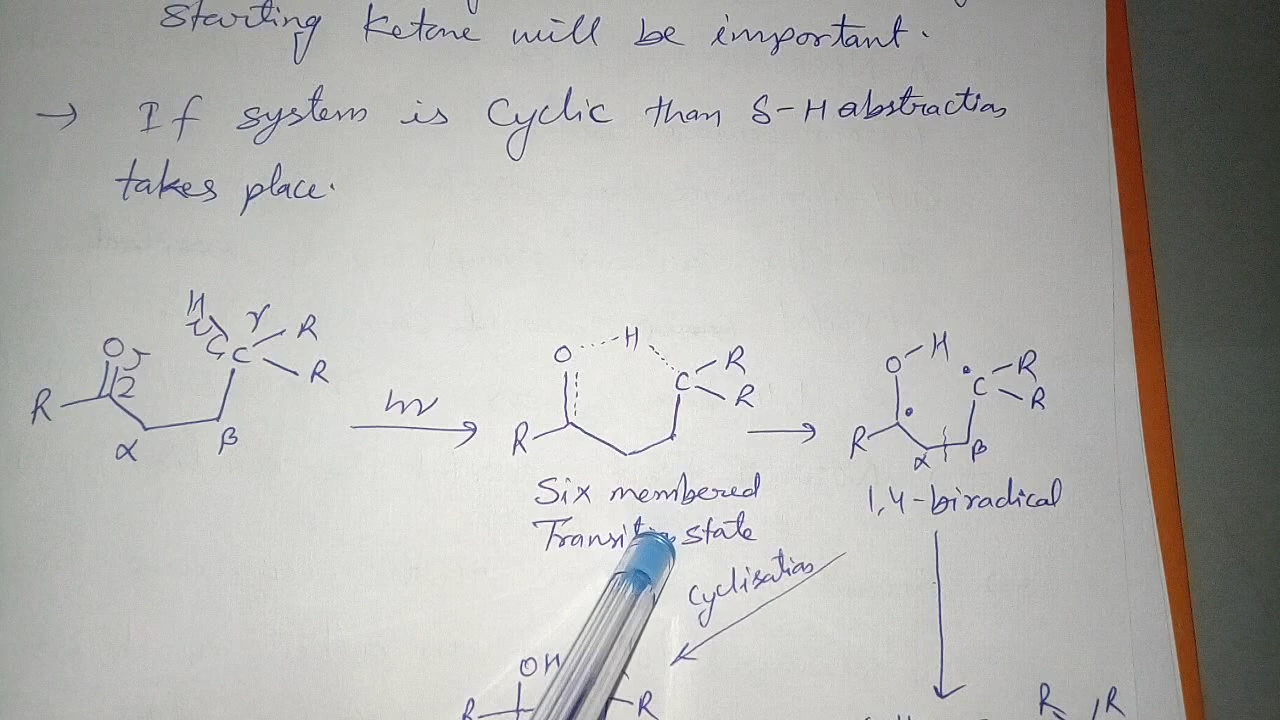 starting Ketone will be important.
→ If system is Cyclic than δ-H abstraction
takes place.
H
γ
R
O
C
R
R
α
β
hν
O
H
C
R
R
R
Six membered
Transition state
O-H
C
R
R
R
α
β
1,4-biradical
Cyclisation
OH
R
R
R
R